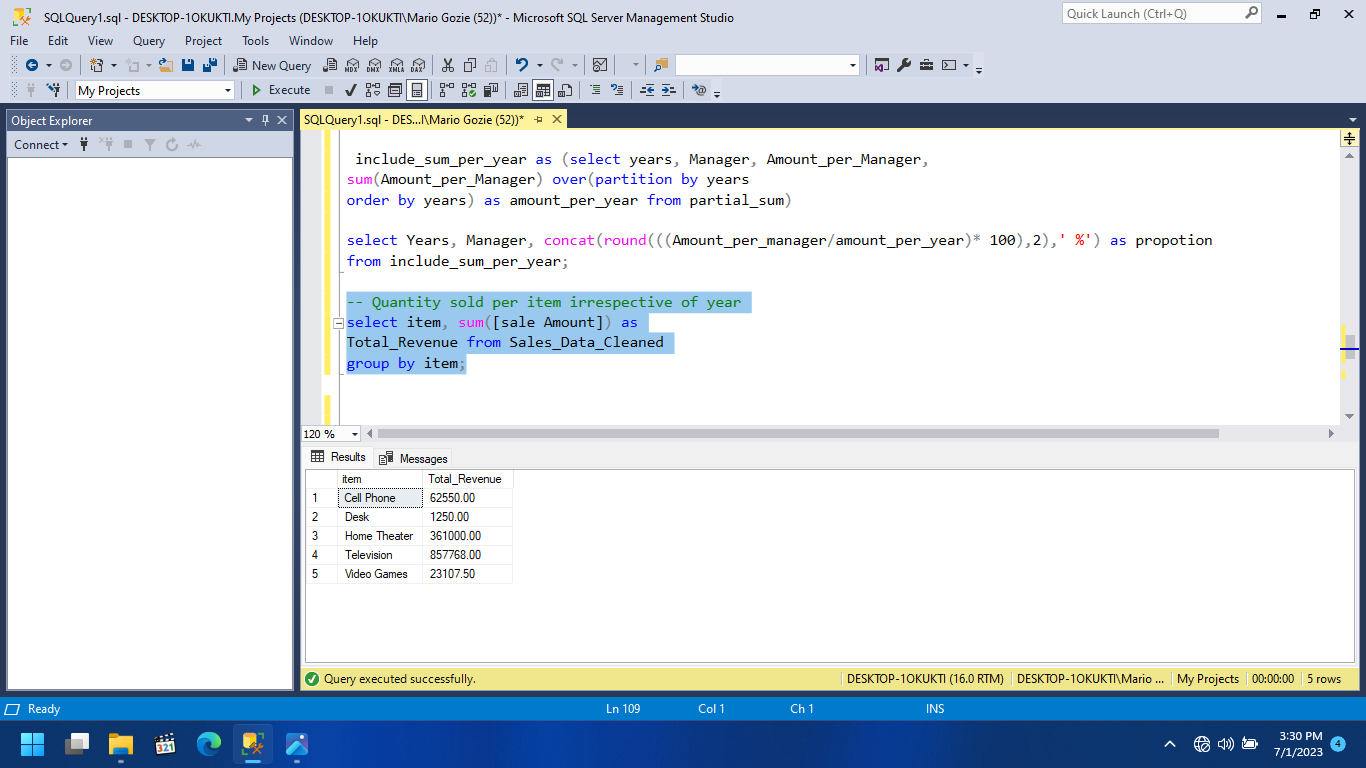 SQLQuery1.sql - DESKTOP-1OKUKTI.My Projects (DESKTOP-1OKUKTI\Mario Gozie (52))* - Microsoft SQL Server Management Studio
Quick Launch (Ctrl+Q)
File Edit View Query Project Tools Window Help
New Query MDX DMX XMLA DAX
My Projects Execute
Object Explorer
Connect
SQLQuery1.sql - DES...I\Mario Gozie (52))*
include_sum_per_year as (select years, Manager, Amount_per_Manager,
sum(Amount_per_Manager) over(partition by years
order by years) as amount_per_year from partial_sum)
select Years, Manager, concat(round(((Amount_per_manager/amount_per_year)* 100),2),' %') as propotion
from include_sum_per_year;
-- Quantity sold per item irrespective of year
select item, sum([sale Amount]) as
Total_Revenue from Sales_Data_Cleaned
group by item;
120 %
Results Messages
item Total_Revenue
1 Cell Phone 62550.00
2 Desk 1250.00
3 Home Theater 361000.00
4 Television 857768.00
5 Video Games 23107.50
Query executed successfully. DESKTOP-1OKUKTI (16.0 RTM) DESKTOP-1OKUKTI\Mario ... My Projects 00:00:00 5 rows
Ready Ln 109 Col 1 Ch 1 INS
321
3:30 PM
7/1/2023
4